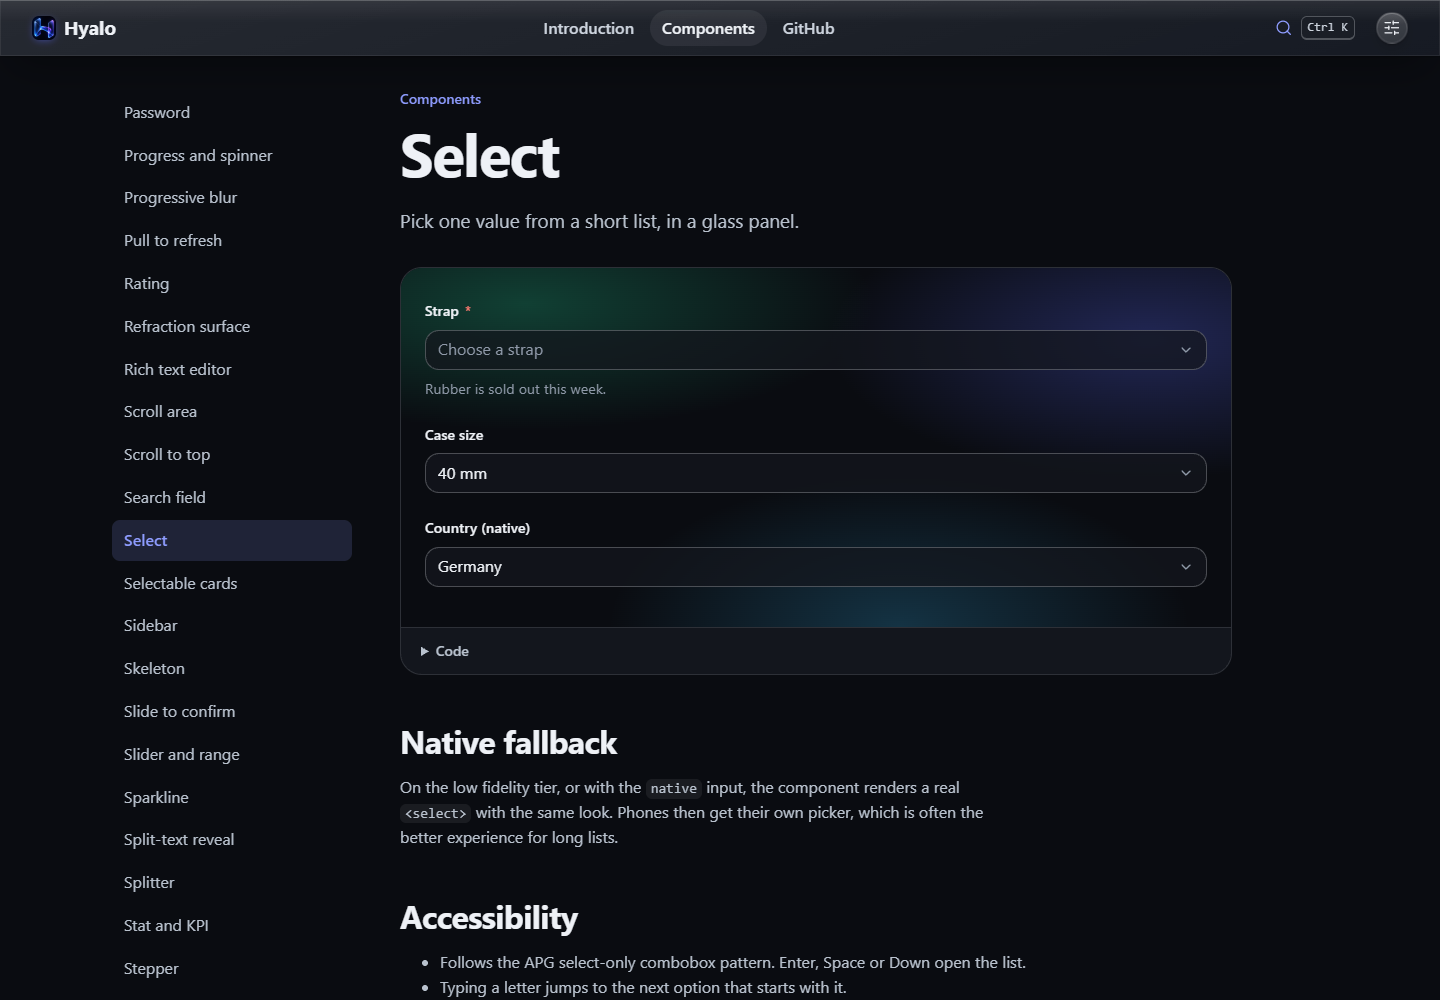 Hyalo
Introduction
Components
GitHub
Ctrl K
Password
Progress and spinner
Progressive blur
Pull to refresh
Rating
Refraction surface
Rich text editor
Scroll area
Scroll to top
Search field
Select
Selectable cards
Sidebar
Skeleton
Slide to confirm
Slider and range
Sparkline
Split-text reveal
Splitter
Stat and KPI
Stepper
Components
Select
Pick one value from a short list, in a glass panel.
Strap *
Choose a strap
Rubber is sold out this week.
Case size
40 mm
Country (native)
Germany
Code
Native fallback
On the low fidelity tier, or with the native input, the component renders a real
<select> with the same look. Phones then get their own picker, which is often the
better experience for long lists.
Accessibility
Follows the APG select-only combobox pattern. Enter, Space or Down open the list.
Typing a letter jumps to the next option that starts with it.